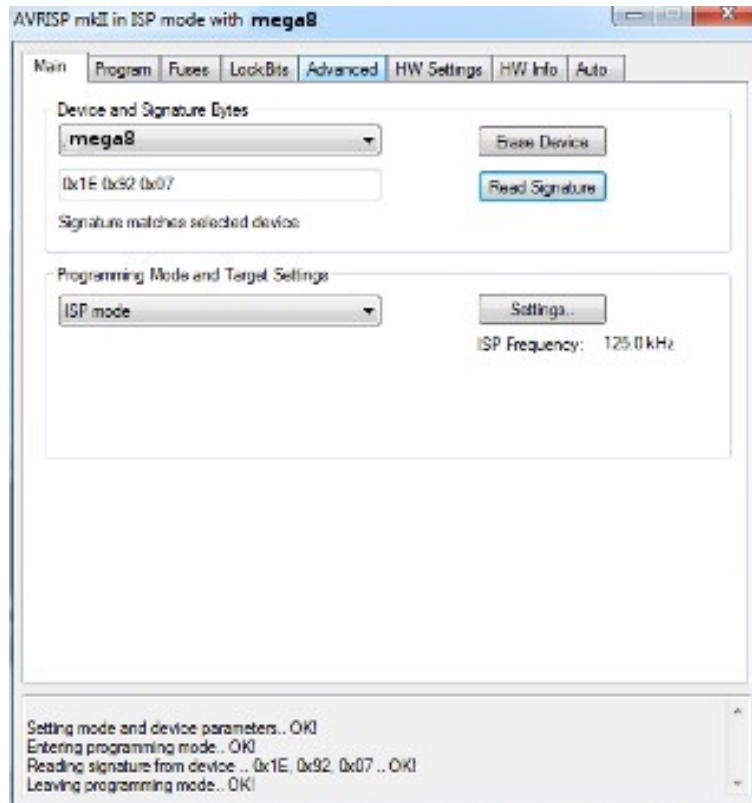 AVRISP mkII in ISP mode with mega8
Main Program Fuses LockBits Advanced HW Settings HW Info Auto
Device and Signature Bytes
mega8
Erase Device
0x1E 0x92 0x07
Read Signature
Signature matches selected device
Programming Mode and Target Settings
ISP mode
Settings..
ISP Frequency: 125.0 kHz
Setting mode and device parameters.. OK!
Entering programming mode.. OK!
Reading signature from device .. 0x1E, 0x92, 0x07 .. OK!
Leaving programming mode.. OK!